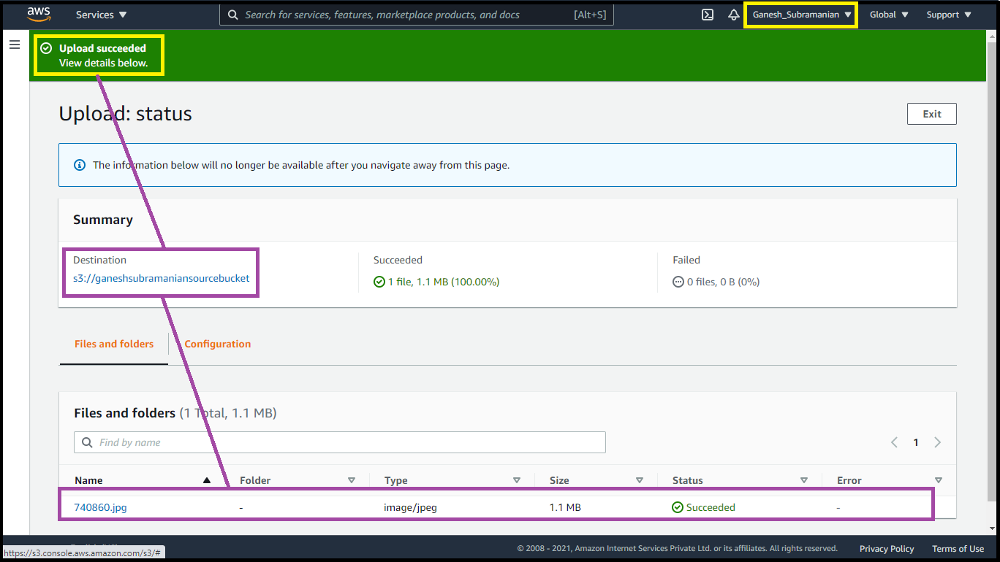 aws
Services
Search for services, features, marketplace products, and docs
[Alt+S]
Ganesh_Subramanian
Global
Support
Upload succeeded
View details below.
Upload: status
Exit
The information below will no longer be available after you navigate away from this page.
Summary
Destination
s3://ganeshsubramaniansourcebucket
Succeeded
1 file, 1.1 MB (100.00%)
Failed
0 files, 0 B (0%)
Files and folders
Configuration
Files and folders (1 Total, 1.1 MB)
Find by name
1
Name
Folder
Type
Size
Status
Error
740860.jpg
-
image/jpeg
1.1 MB
Succeeded
-
https://s3.console.aws.amazon.com/s3/#
© 2008 - 2021, Amazon Internet Services Private Ltd. or its affiliates. All rights reserved.
Privacy Policy
Terms of Use